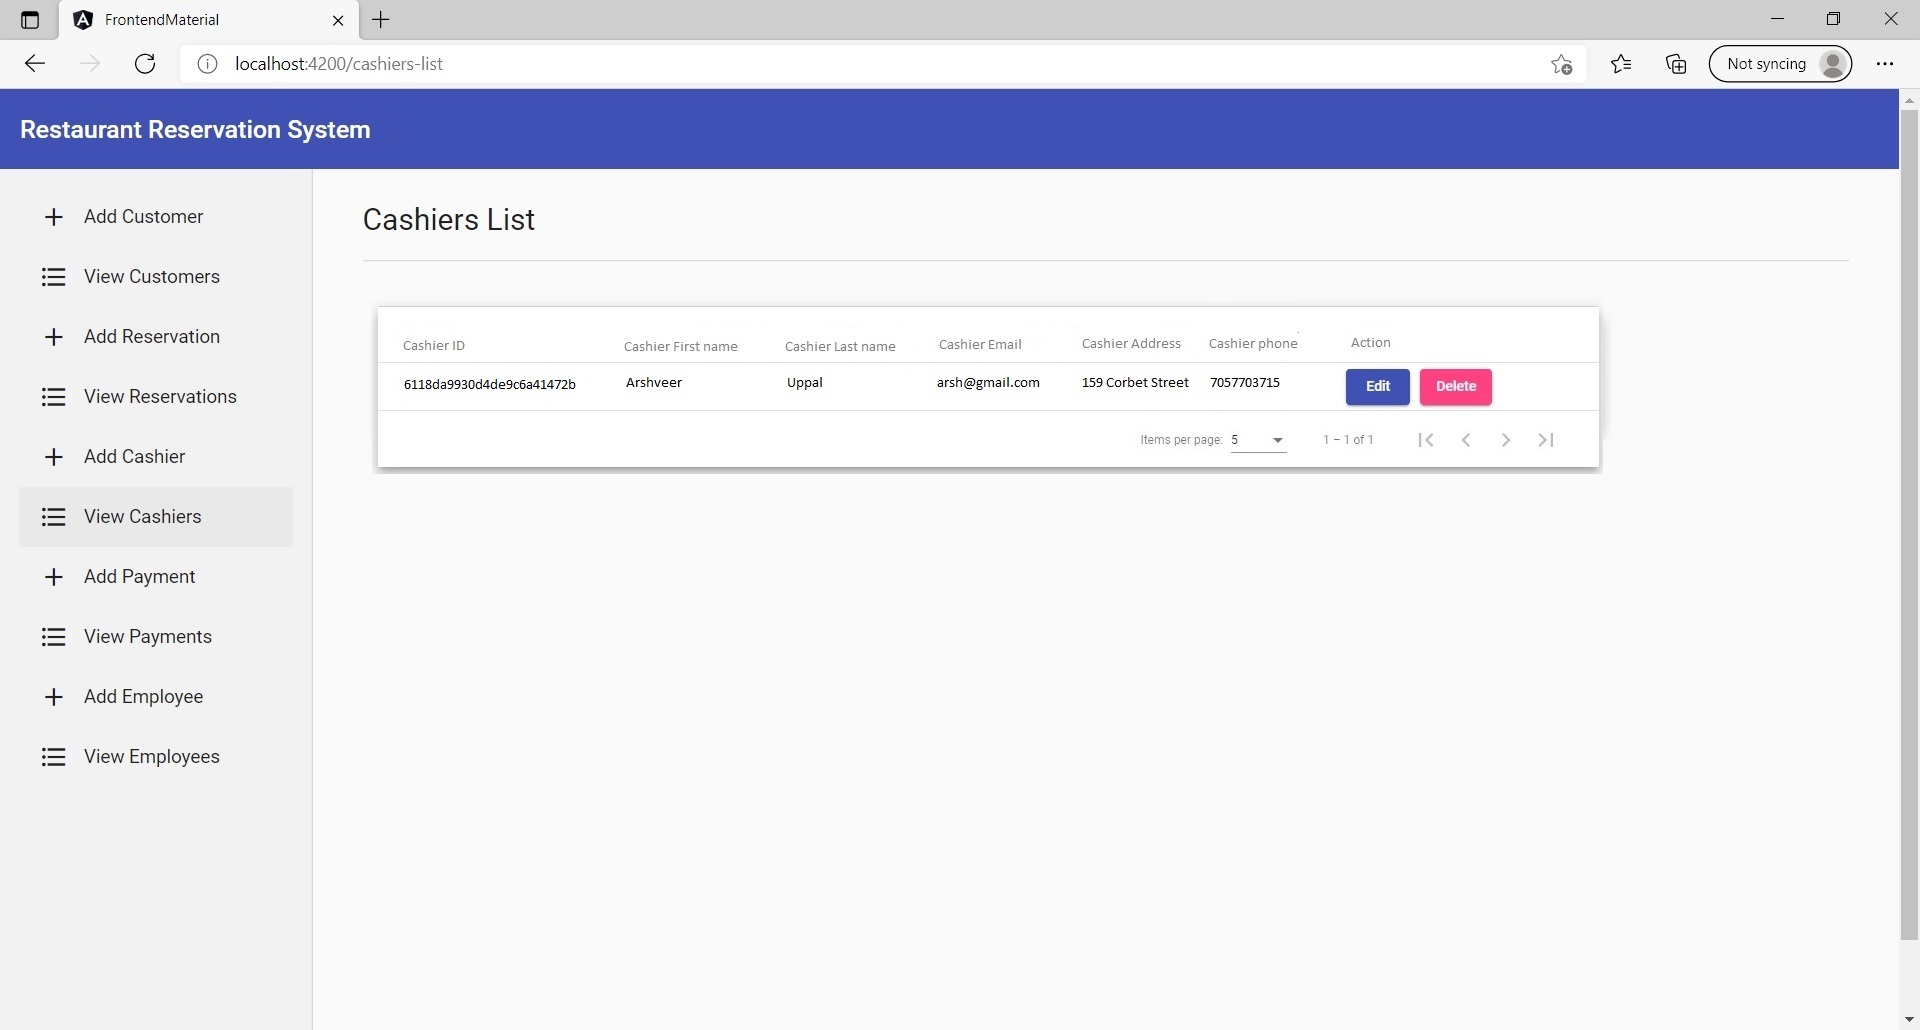 FrontendMaterial
localhost:4200/cashiers-list
Not syncing
Restaurant Reservation System
Add Customer
View Customers
Add Reservation
View Reservations
Add Cashier
View Cashiers
Add Payment
View Payments
Add Employee
View Employees
Cashiers List
Cashier ID Cashier First name Cashier Last name Cashier Email Cashier Address Cashier phone Action
6118da9930d4de9c6a41472b Arshveer Uppal arsh@gmail.com 159 Corbet Street 7057703715 Edit Delete
Items per page: 5 1 – 1 of 1